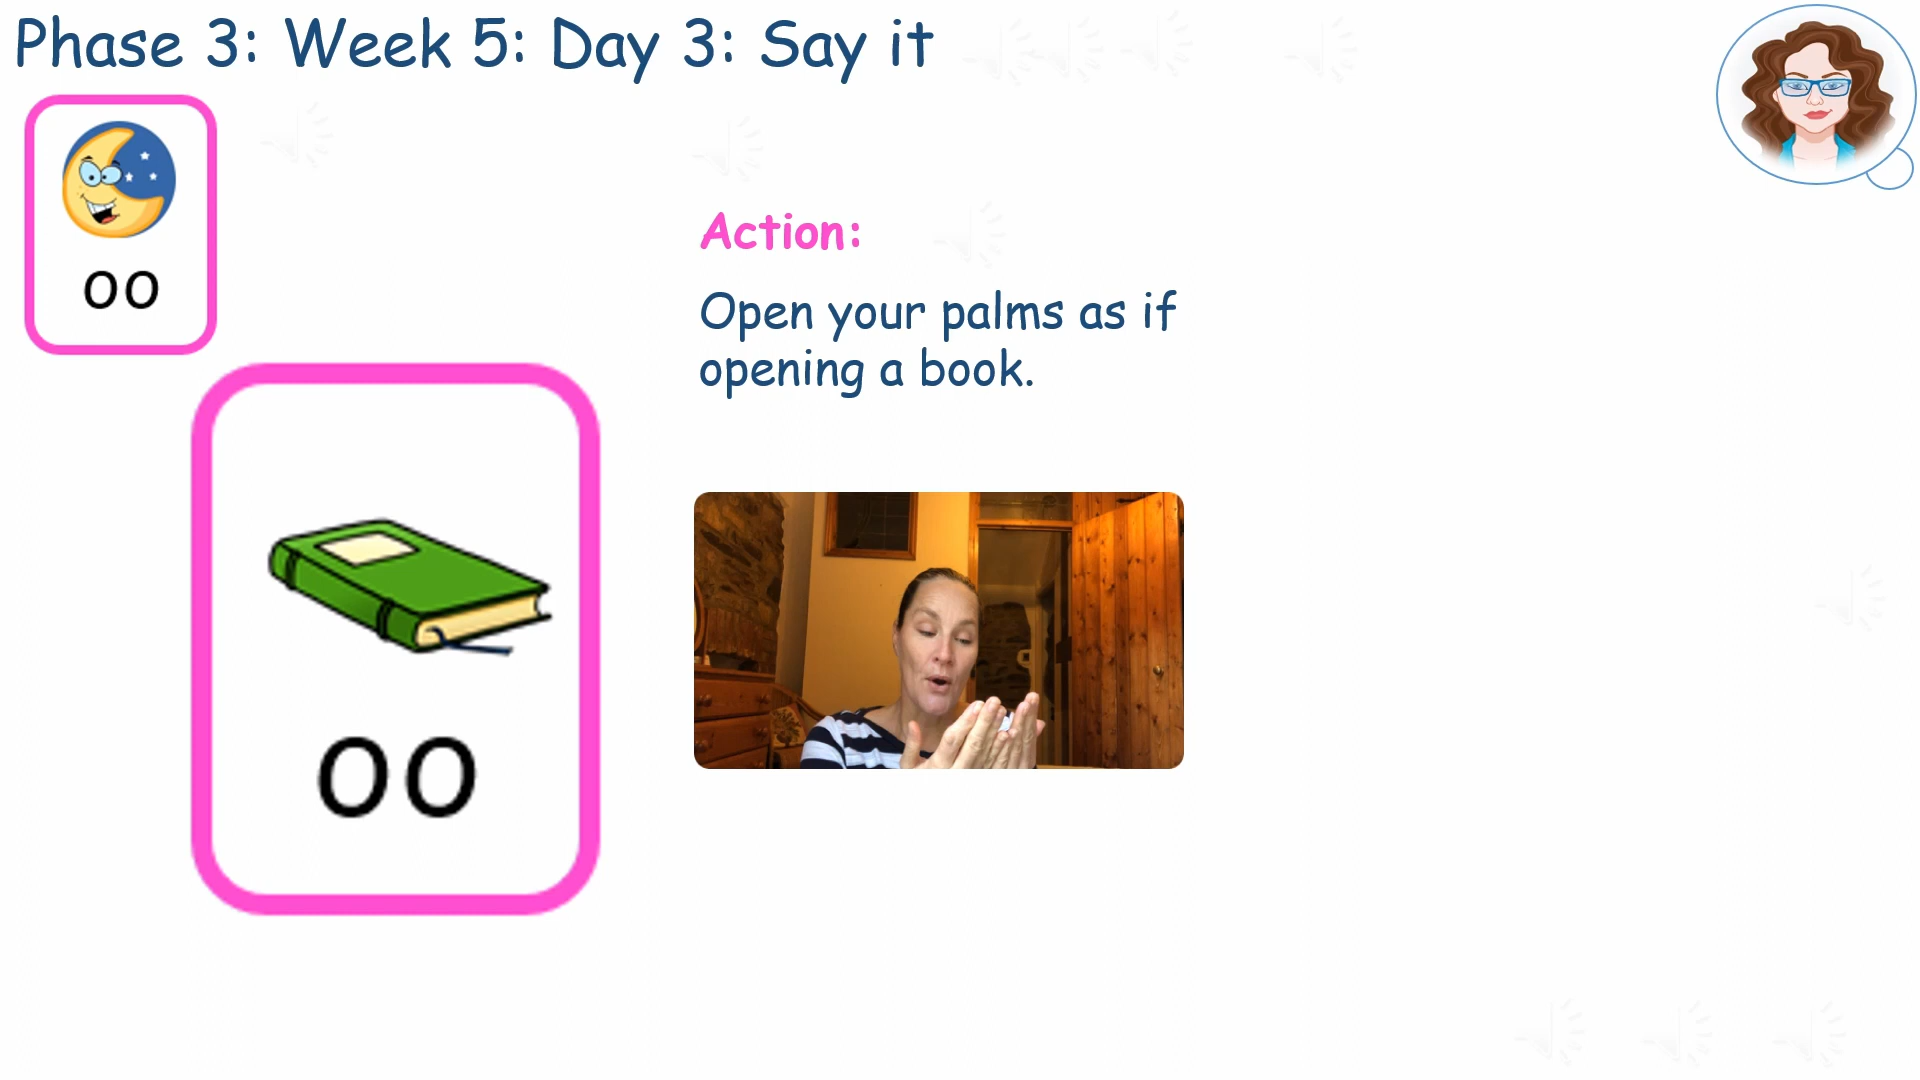 Phase 3: Week 5: Day 3: Say it
oo
Action:
Open your palms as if
opening a book.
oo